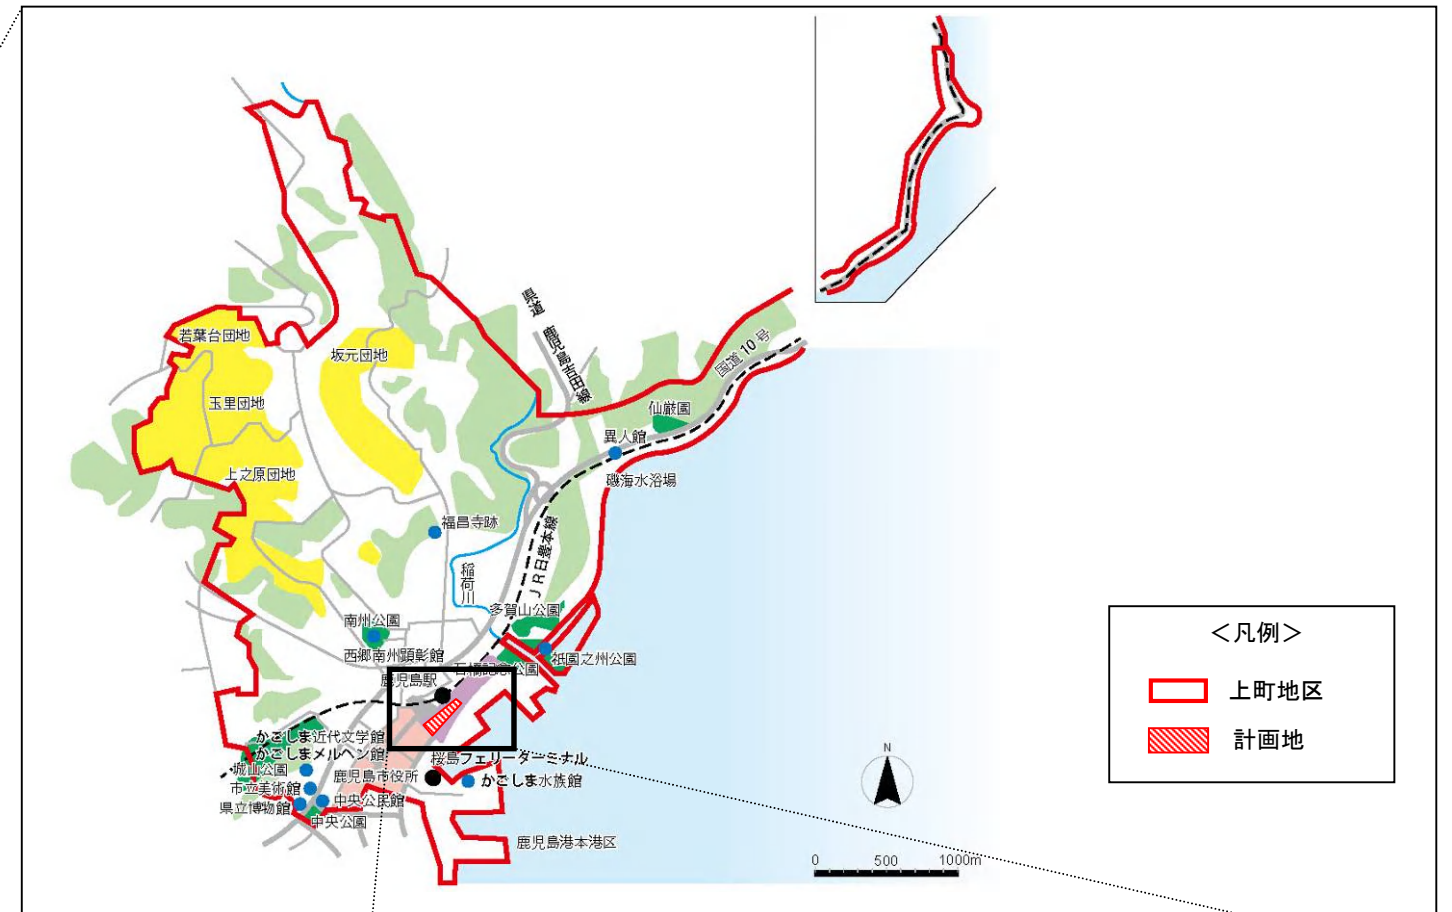 県道 鹿児島吉田線
国道10号
若葉台団地
坂元団地
玉里団地
仙厳園
異人館
上之原団地
磯海水浴場
福昌寺跡
JR日豊本線
稲荷川
多賀山公園
南州公園
西郷南州顕彰館
石橋記念公園
祇園之州公園
鹿児島駅
かごしま近代文学館
かごしまメルヘン館
桜島フェリーターミナル
城山公園
鹿児島市役所
かごしま水族館
市立美術館
県立博物館
中央公民館
中央公園
鹿児島港本港区
<凡例>
上町地区
計画地
N
0 500 1000m